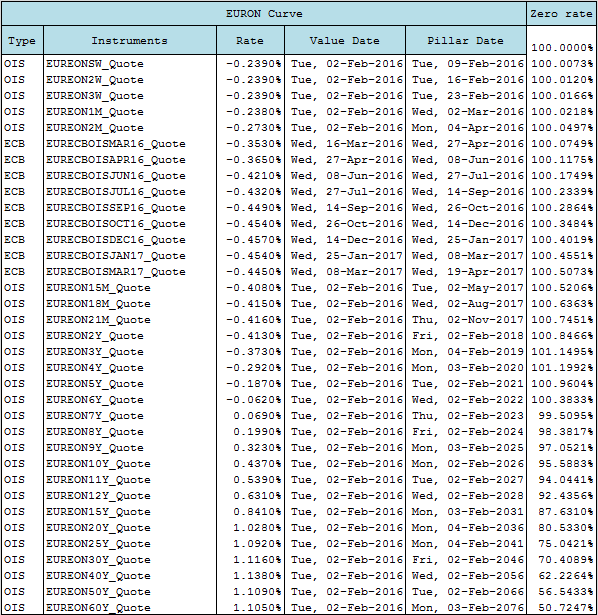 EURON Curve Zero rate
Type Instruments Rate Value Date Pillar Date
100.0000%
OIS EUREONSW_Quote -0.2390% Tue, 02-Feb-2016 Tue, 09-Feb-2016 100.0073%
OIS EUREON2W_Quote -0.2390% Tue, 02-Feb-2016 Tue, 16-Feb-2016 100.0120%
OIS EUREON3W_Quote -0.2390% Tue, 02-Feb-2016 Tue, 23-Feb-2016 100.0166%
OIS EUREON1M_Quote -0.2380% Tue, 02-Feb-2016 Wed, 02-Mar-2016 100.0218%
OIS EUREON2M_Quote -0.2730% Tue, 02-Feb-2016 Mon, 04-Apr-2016 100.0497%
ECB EURECBOISMAR16_Quote -0.3530% Wed, 16-Mar-2016 Wed, 27-Apr-2016 100.0749%
ECB EURECBOISAPR16_Quote -0.3650% Wed, 27-Apr-2016 Wed, 08-Jun-2016 100.1175%
ECB EURECBOISJUN16_Quote -0.4210% Wed, 08-Jun-2016 Wed, 27-Jul-2016 100.1749%
ECB EURECBOISJUL16_Quote -0.4320% Wed, 27-Jul-2016 Wed, 14-Sep-2016 100.2339%
ECB EURECBOISSEP16_Quote -0.4490% Wed, 14-Sep-2016 Wed, 26-Oct-2016 100.2864%
ECB EURECBOISOCT16_Quote -0.4540% Wed, 26-Oct-2016 Wed, 14-Dec-2016 100.3484%
ECB EURECBOISDEC16_Quote -0.4570% Wed, 14-Dec-2016 Wed, 25-Jan-2017 100.4019%
ECB EURECBOISJAN17_Quote -0.4540% Wed, 25-Jan-2017 Wed, 08-Mar-2017 100.4551%
ECB EURECBOISMAR17_Quote -0.4450% Wed, 08-Mar-2017 Wed, 19-Apr-2017 100.5073%
OIS EUREON15M_Quote -0.4080% Tue, 02-Feb-2016 Tue, 02-May-2017 100.5206%
OIS EUREON18M_Quote -0.4150% Tue, 02-Feb-2016 Wed, 02-Aug-2017 100.6363%
OIS EUREON21M_Quote -0.4160% Tue, 02-Feb-2016 Thu, 02-Nov-2017 100.7451%
OIS EUREON2Y_Quote -0.4130% Tue, 02-Feb-2016 Fri, 02-Feb-2018 100.8466%
OIS EUREON3Y_Quote -0.3730% Tue, 02-Feb-2016 Mon, 04-Feb-2019 101.1495%
OIS EUREON4Y_Quote -0.2920% Tue, 02-Feb-2016 Mon, 03-Feb-2020 101.1992%
OIS EUREON5Y_Quote -0.1870% Tue, 02-Feb-2016 Tue, 02-Feb-2021 100.9604%
OIS EUREON6Y_Quote -0.0620% Tue, 02-Feb-2016 Wed, 02-Feb-2022 100.3833%
OIS EUREON7Y_Quote 0.0690% Tue, 02-Feb-2016 Thu, 02-Feb-2023 99.5095%
OIS EUREON8Y_Quote 0.1990% Tue, 02-Feb-2016 Fri, 02-Feb-2024 98.3817%
OIS EUREON9Y_Quote 0.3230% Tue, 02-Feb-2016 Mon, 03-Feb-2025 97.0521%
OIS EUREON10Y_Quote 0.4370% Tue, 02-Feb-2016 Mon, 02-Feb-2026 95.5883%
OIS EUREON11Y_Quote 0.5390% Tue, 02-Feb-2016 Tue, 02-Feb-2027 94.0441%
OIS EUREON12Y_Quote 0.6310% Tue, 02-Feb-2016 Wed, 02-Feb-2028 92.4356%
OIS EUREON15Y_Quote 0.8410% Tue, 02-Feb-2016 Mon, 03-Feb-2031 87.6310%
OIS EUREON20Y_Quote 1.0280% Tue, 02-Feb-2016 Mon, 04-Feb-2036 80.5330%
OIS EUREON25Y_Quote 1.0920% Tue, 02-Feb-2016 Mon, 04-Feb-2041 75.0421%
OIS EUREON30Y_Quote 1.1160% Tue, 02-Feb-2016 Fri, 02-Feb-2046 70.4089%
OIS EUREON40Y_Quote 1.1380% Tue, 02-Feb-2016 Wed, 02-Feb-2056 62.2264%
OIS EUREON50Y_Quote 1.1090% Tue, 02-Feb-2016 Tue, 02-Feb-2066 56.5433%
OIS EUREON60Y_Quote 1.1050% Tue, 02-Feb-2016 Mon, 03-Feb-2076 50.7247%